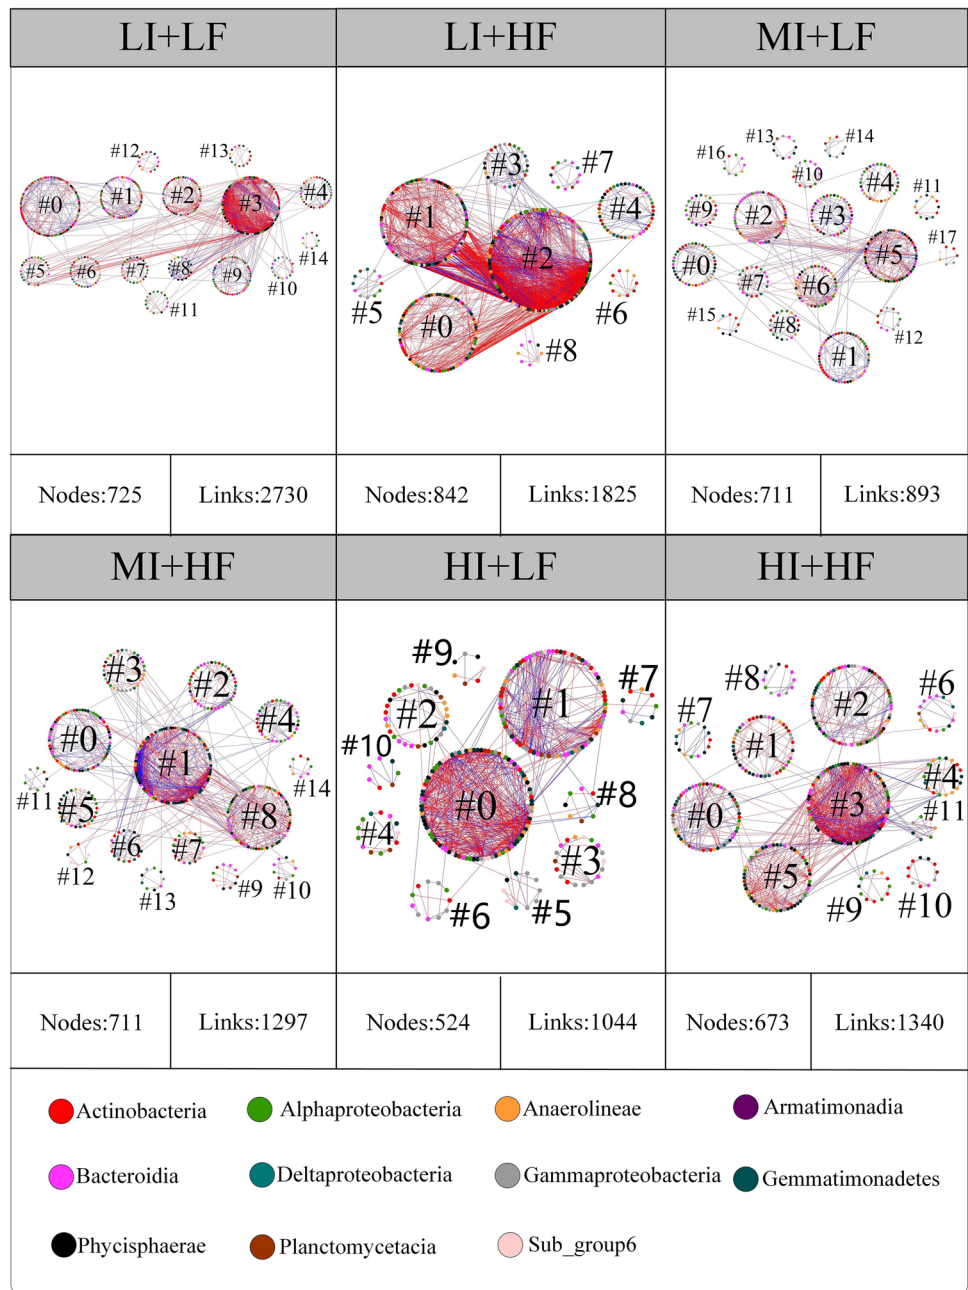 LI+LF LI+HF MI+LF
#12 #13
#0 #1 #2 #3 #4
#14
#5 #6 #7 #8 #9 #10
#11
#3 #7
#1 #4
#2
#5 #6
#0
#8
#13 #14
#16 #10 #4 #11
#9 #2 #3 #17
#0 #5
#7 #6
#15 #8 #12
#1
Nodes:725 Links:2730 Nodes:842 Links:1825 Nodes:711 Links:893
MI+HF HI+LF HI+HF
#3 #2
#0 #4
#1
#11 #14
#5 #8
#6 #7
#12 #9 #10
#13
#9 #7
#2 #1
#10
#0 #8
#4
#3
#6 #5
#8 #6
#7 #2
#1
#4
#0 #3 #11
#5
#9 #10
Nodes:711 Links:1297 Nodes:524 Links:1044 Nodes:673 Links:1340
Actinobacteria Alphaproteobacteria Anaerolineae Armatimonadia
Bacteroidia Deltaproteobacteria Gammaproteobacteria Gemmatimonadetes
Phycisphaerae Planctomycetacia Sub_group6